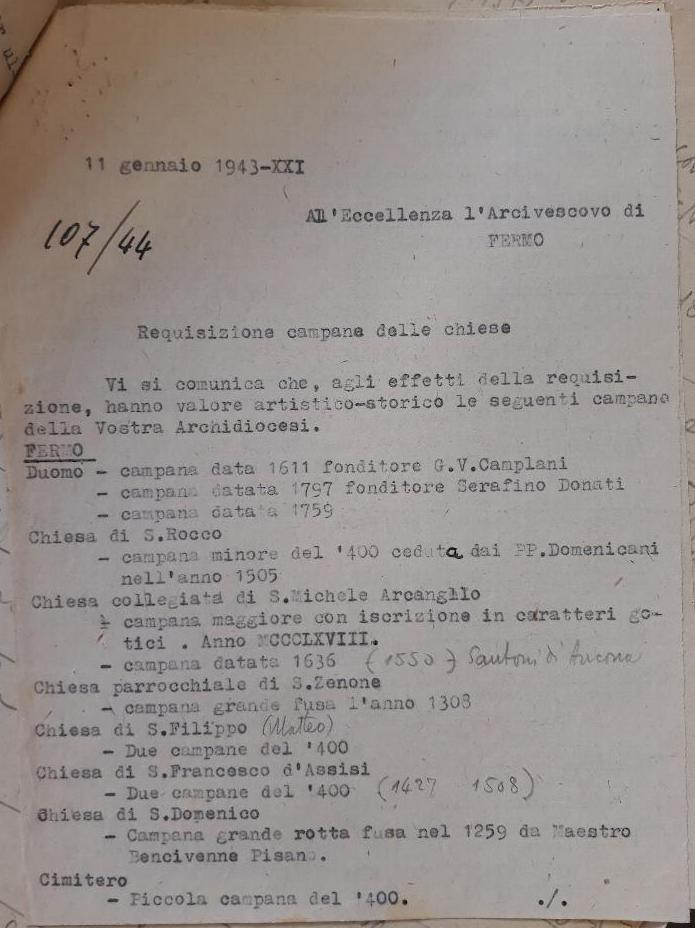 11 gennaio 1943-XXI
107/44
All'Eccellenza l'Arcivescovo di
FERMO
Requisizione campane delle chiese
Vi si comunica che, agli effetti della requisi-
zione, hanno valore artistico-storico le seguenti campane
della Vostra Archidiocesi.
FERMO
Duomo - campana data 1611 fonditore G.V.Camplani
- campana datata 1797 fonditore Serafino Donati
- campana datata 1759
Chiesa di S.Rocco
- campana minore del '400 ceduta dai PP.Domenicani
nell'anno 1505
Chiesa collegiata di S.Michele Arcangllo
- campana maggiore con iscrizione in caratteri go-
tici . Anno MCCCLXVIII.
- campana datata 1636 (1550) Santoni d'Ancona
Chiesa parrocchiale di S.Zenone
- campana grande fusa l'anno 1308
Chiesa di S.Filippo (Matteo)
- Due campane del '400
Chiesa di S.Francesco d'Assisi
- Due campane del '400 (1427 1508)
Chiesa di S.Domenico
- Campana grande rotta fusa nel 1259 da Maestro
Bencivenne Pisano.
Cimitero
- Piccola campana del '400. ./.